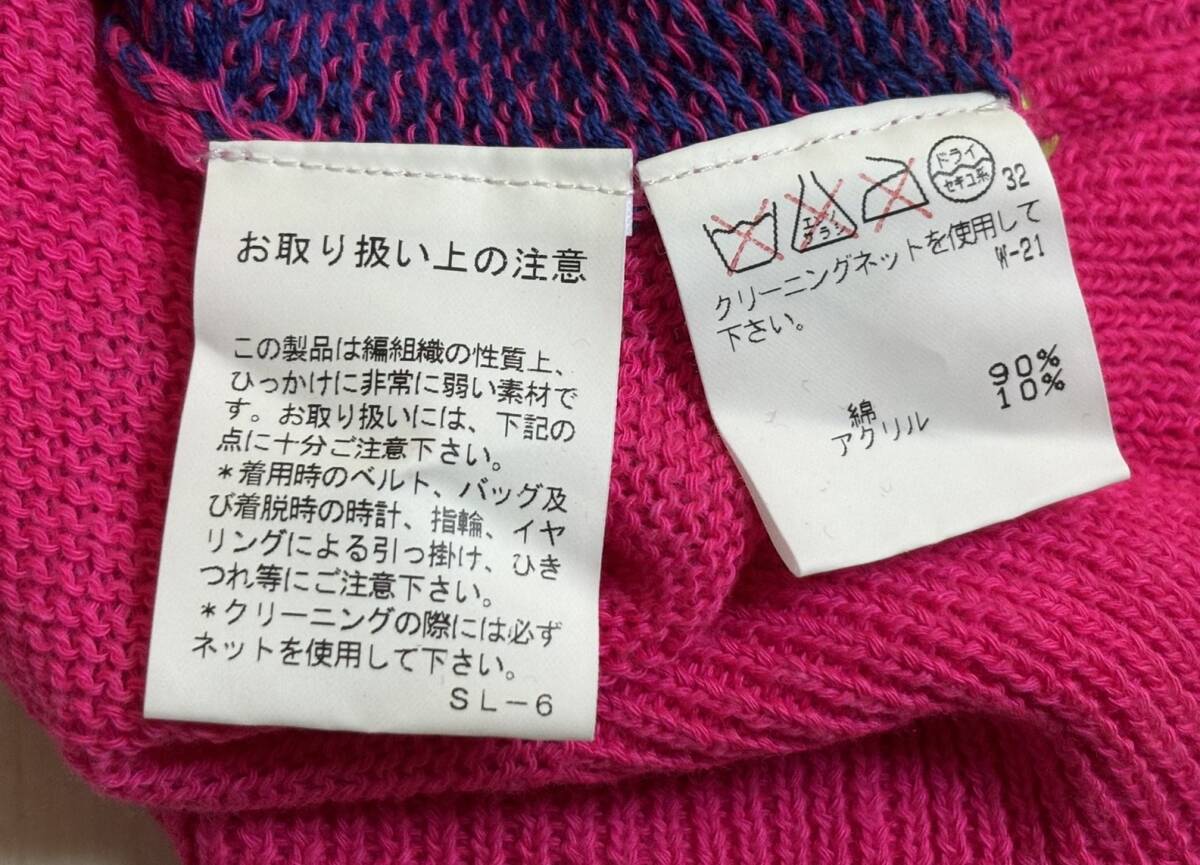 お取り扱い上の注意
この製品は編組織の性質上、
ひっかけに非常に弱い素材で
す。お取り扱いには、下記の
点に十分ご注意下さい。
*着用時のベルト、バッグ及
び着脱時の時計、指輪、イヤ
リングによる引っ掛け、ひき
つれ等にご注意下さい。
*クリーニングの際には必ず
ネットを使用して下さい。
SL-6
エンソ
サラシ
ドライ
セキユ系
32
クリーニングネットを使用して
下さい。
W-21
綿 90%
アクリル 10%